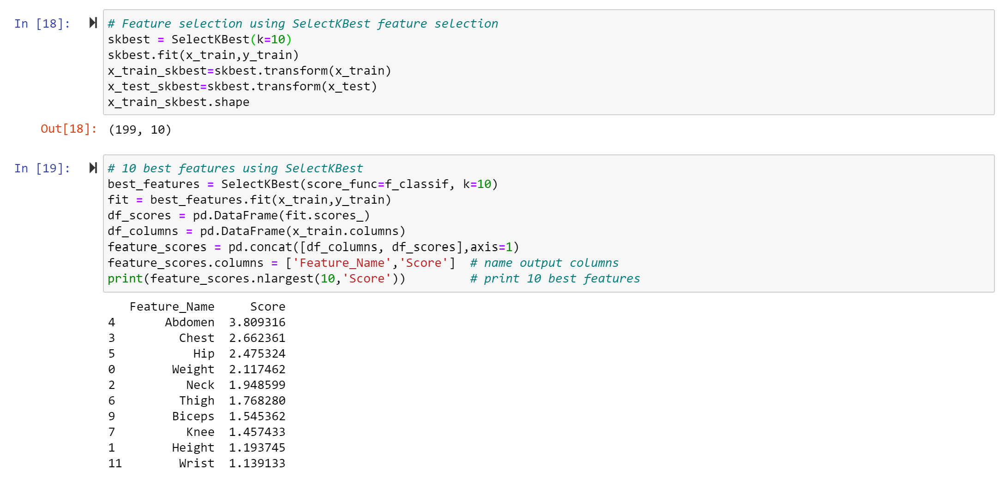 In [18]:
# Feature selection using SelectKBest feature selection
skbest = SelectKBest(k=10)
skbest.fit(x_train,y_train)
x_train_skbest=skbest.transform(x_train)
x_test_skbest=skbest.transform(x_test)
x_train_skbest.shape
Out[18]: (199, 10)
In [19]:
# 10 best features using SelectKBest
best_features = SelectKBest(score_func=f_classif, k=10)
fit = best_features.fit(x_train,y_train)
df_scores = pd.DataFrame(fit.scores_)
df_columns = pd.DataFrame(x_train.columns)
feature_scores = pd.concat([df_columns, df_scores],axis=1)
feature_scores.columns = ['Feature_Name','Score']  # name output columns
print(feature_scores.nlargest(10,'Score'))         # print 10 best features
   Feature_Name     Score
4       Abdomen  3.809316
3         Chest  2.662361
5           Hip  2.475324
0        Weight  2.117462
2          Neck  1.948599
6         Thigh  1.768280
9        Biceps  1.545362
7          Knee  1.457433
1        Height  1.193745
11        Wrist  1.139133